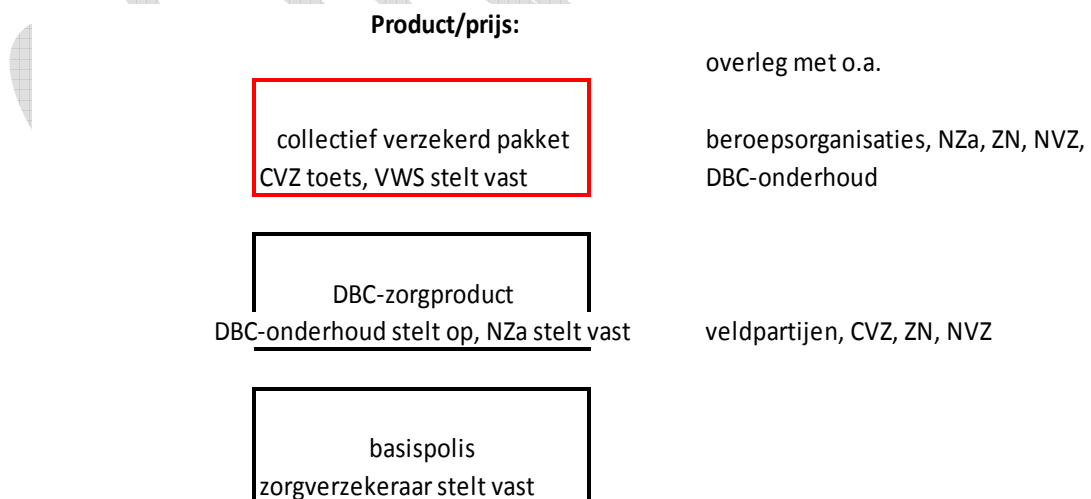 Product/prijs:
overleg met o.a.
collectief verzekerd pakket
CVZ toets, VWS stelt vast
beroepsorganisaties, NZa, ZN, NVZ,
DBC-onderhoud
DBC-zorgproduct
DBC-onderhoud stelt op, NZa stelt vast
veldpartijen, CVZ, ZN, NVZ
basispolis
zorgverzekeraar stelt vast